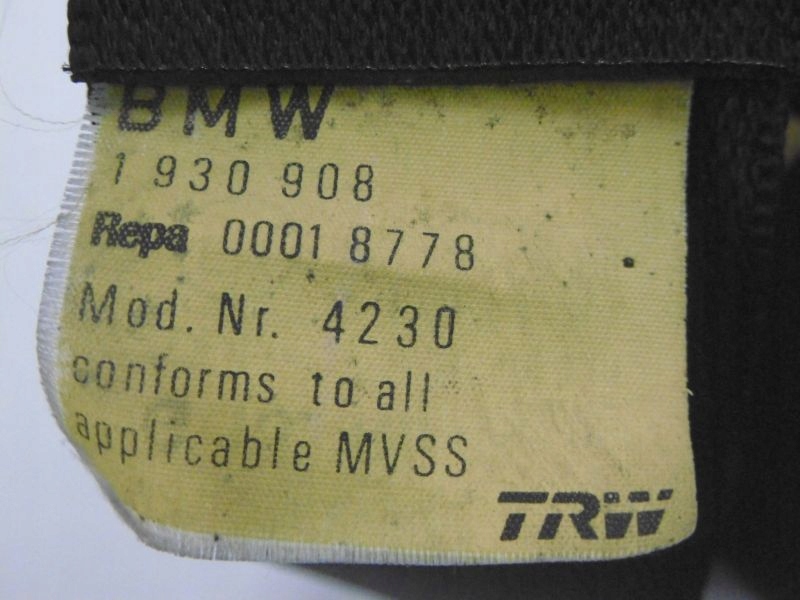 BMW
1 930 908
Repa 0001 8778
Mod. Nr. 4230
conforms to all
applicable MVSS
TRW